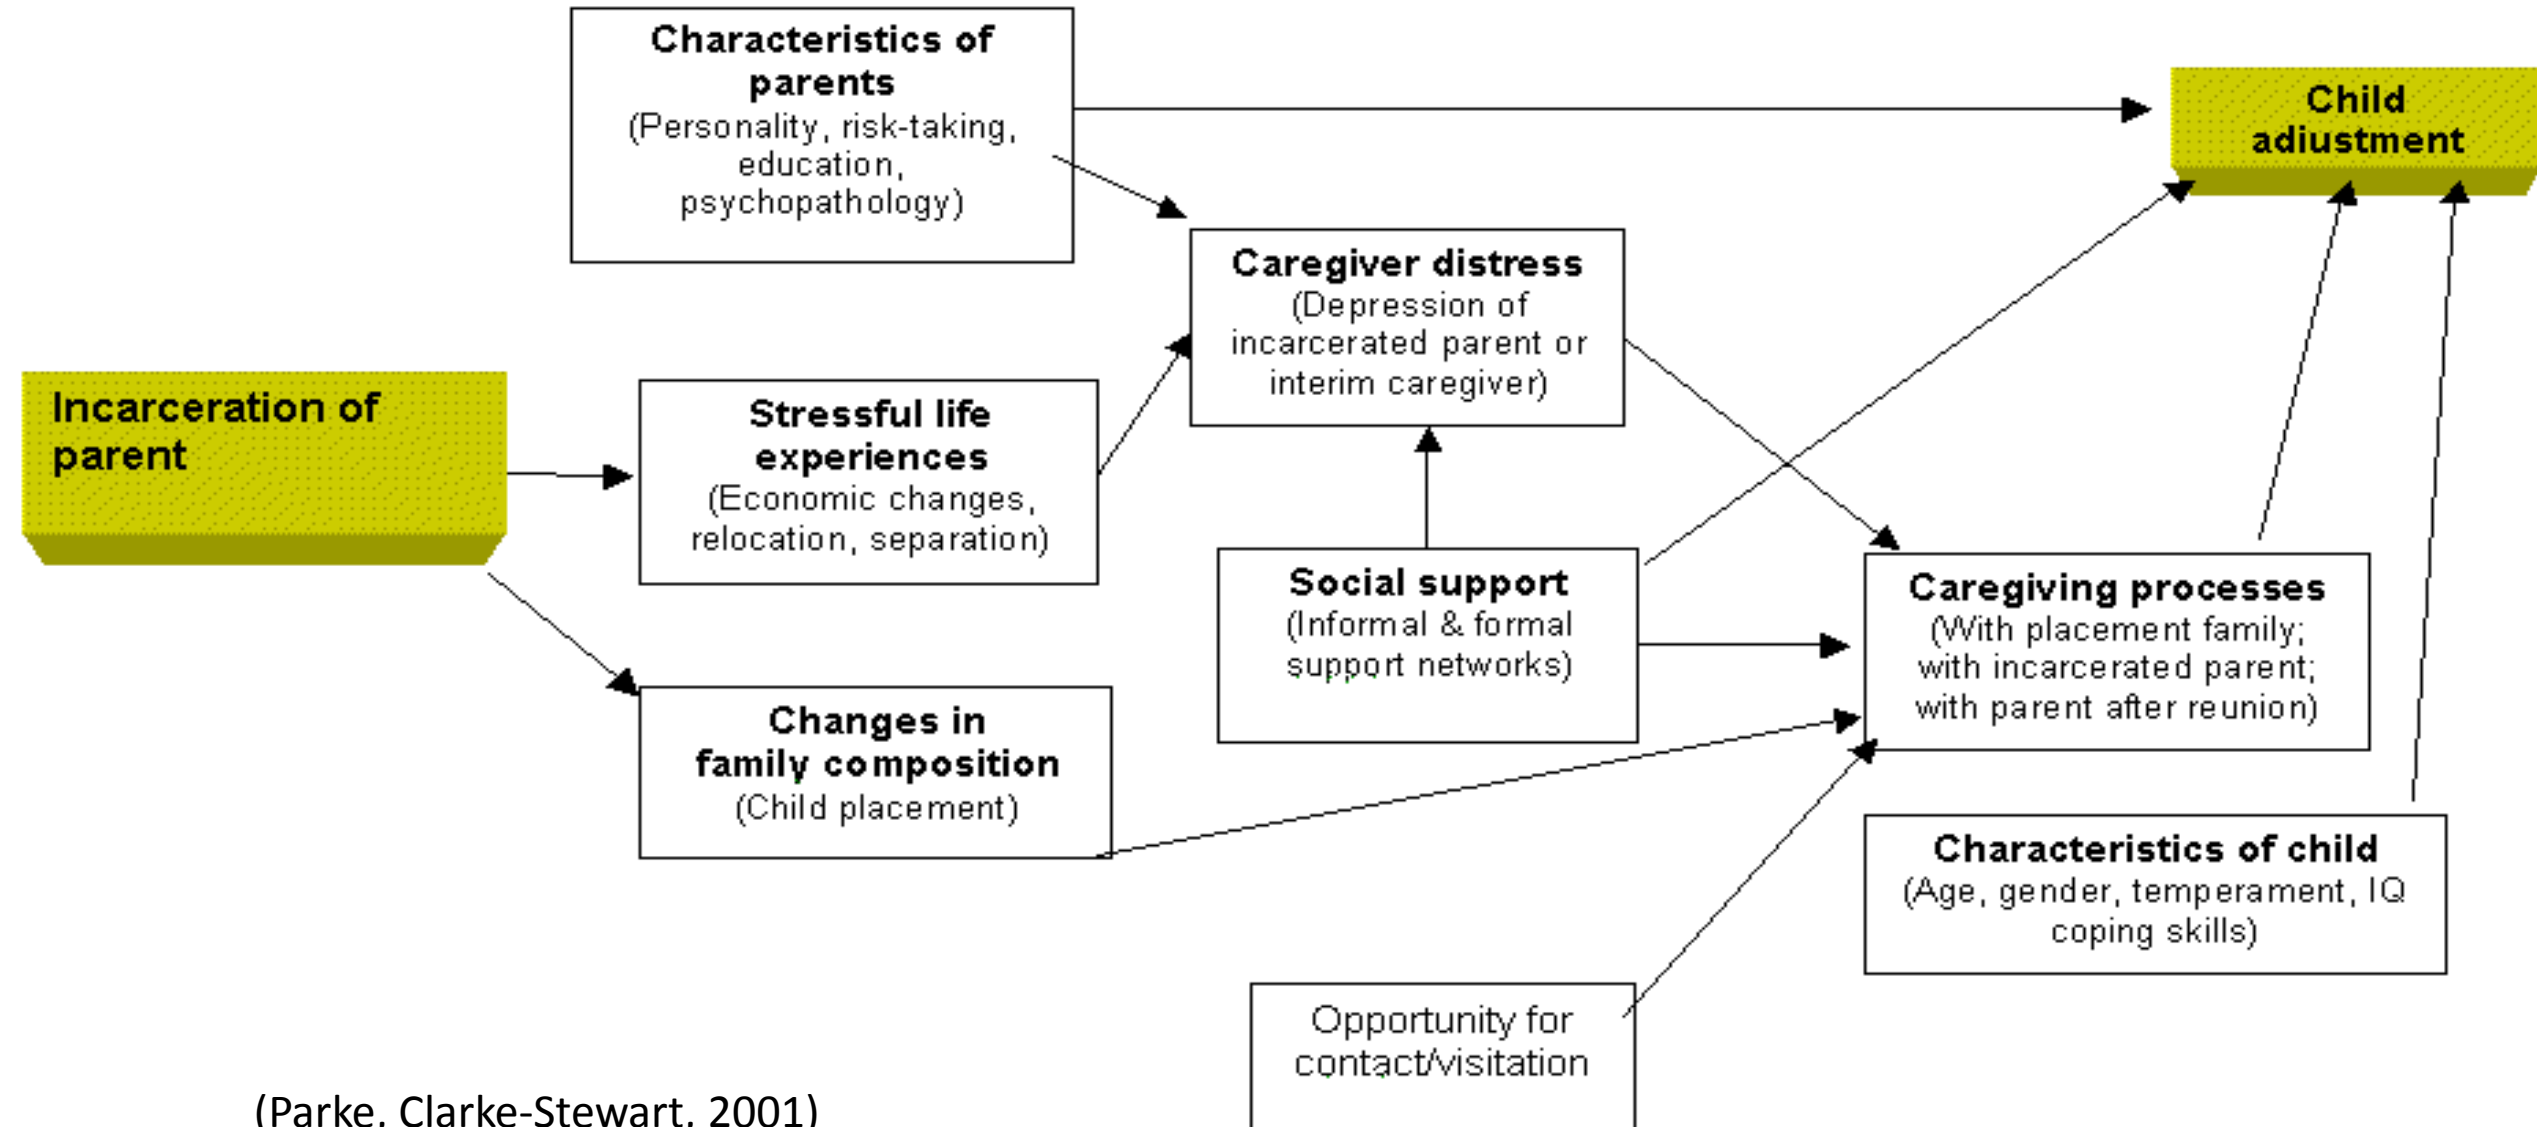 Characteristics of
parents
(Personality, risk-taking,
education,
psychopathology)
Child
adiustment
Caregiver distress
(Depression of
incarcerated parent or
interim caregiver)
Incarceration of
parent
Stressful life
experiences
(Economic changes,
relocation, separation)
Social support
(Informal & formal
support networks)
Caregiving processes
(With placement family;
with incarcerated parent;
with parent after reunion)
Changes in
family composition
(Child placement)
Characteristics of child
(Age, gender, temperament, IQ
coping skills)
Opportunity for
contact/visitation
(Parke, Clarke-Stewart, 2001)